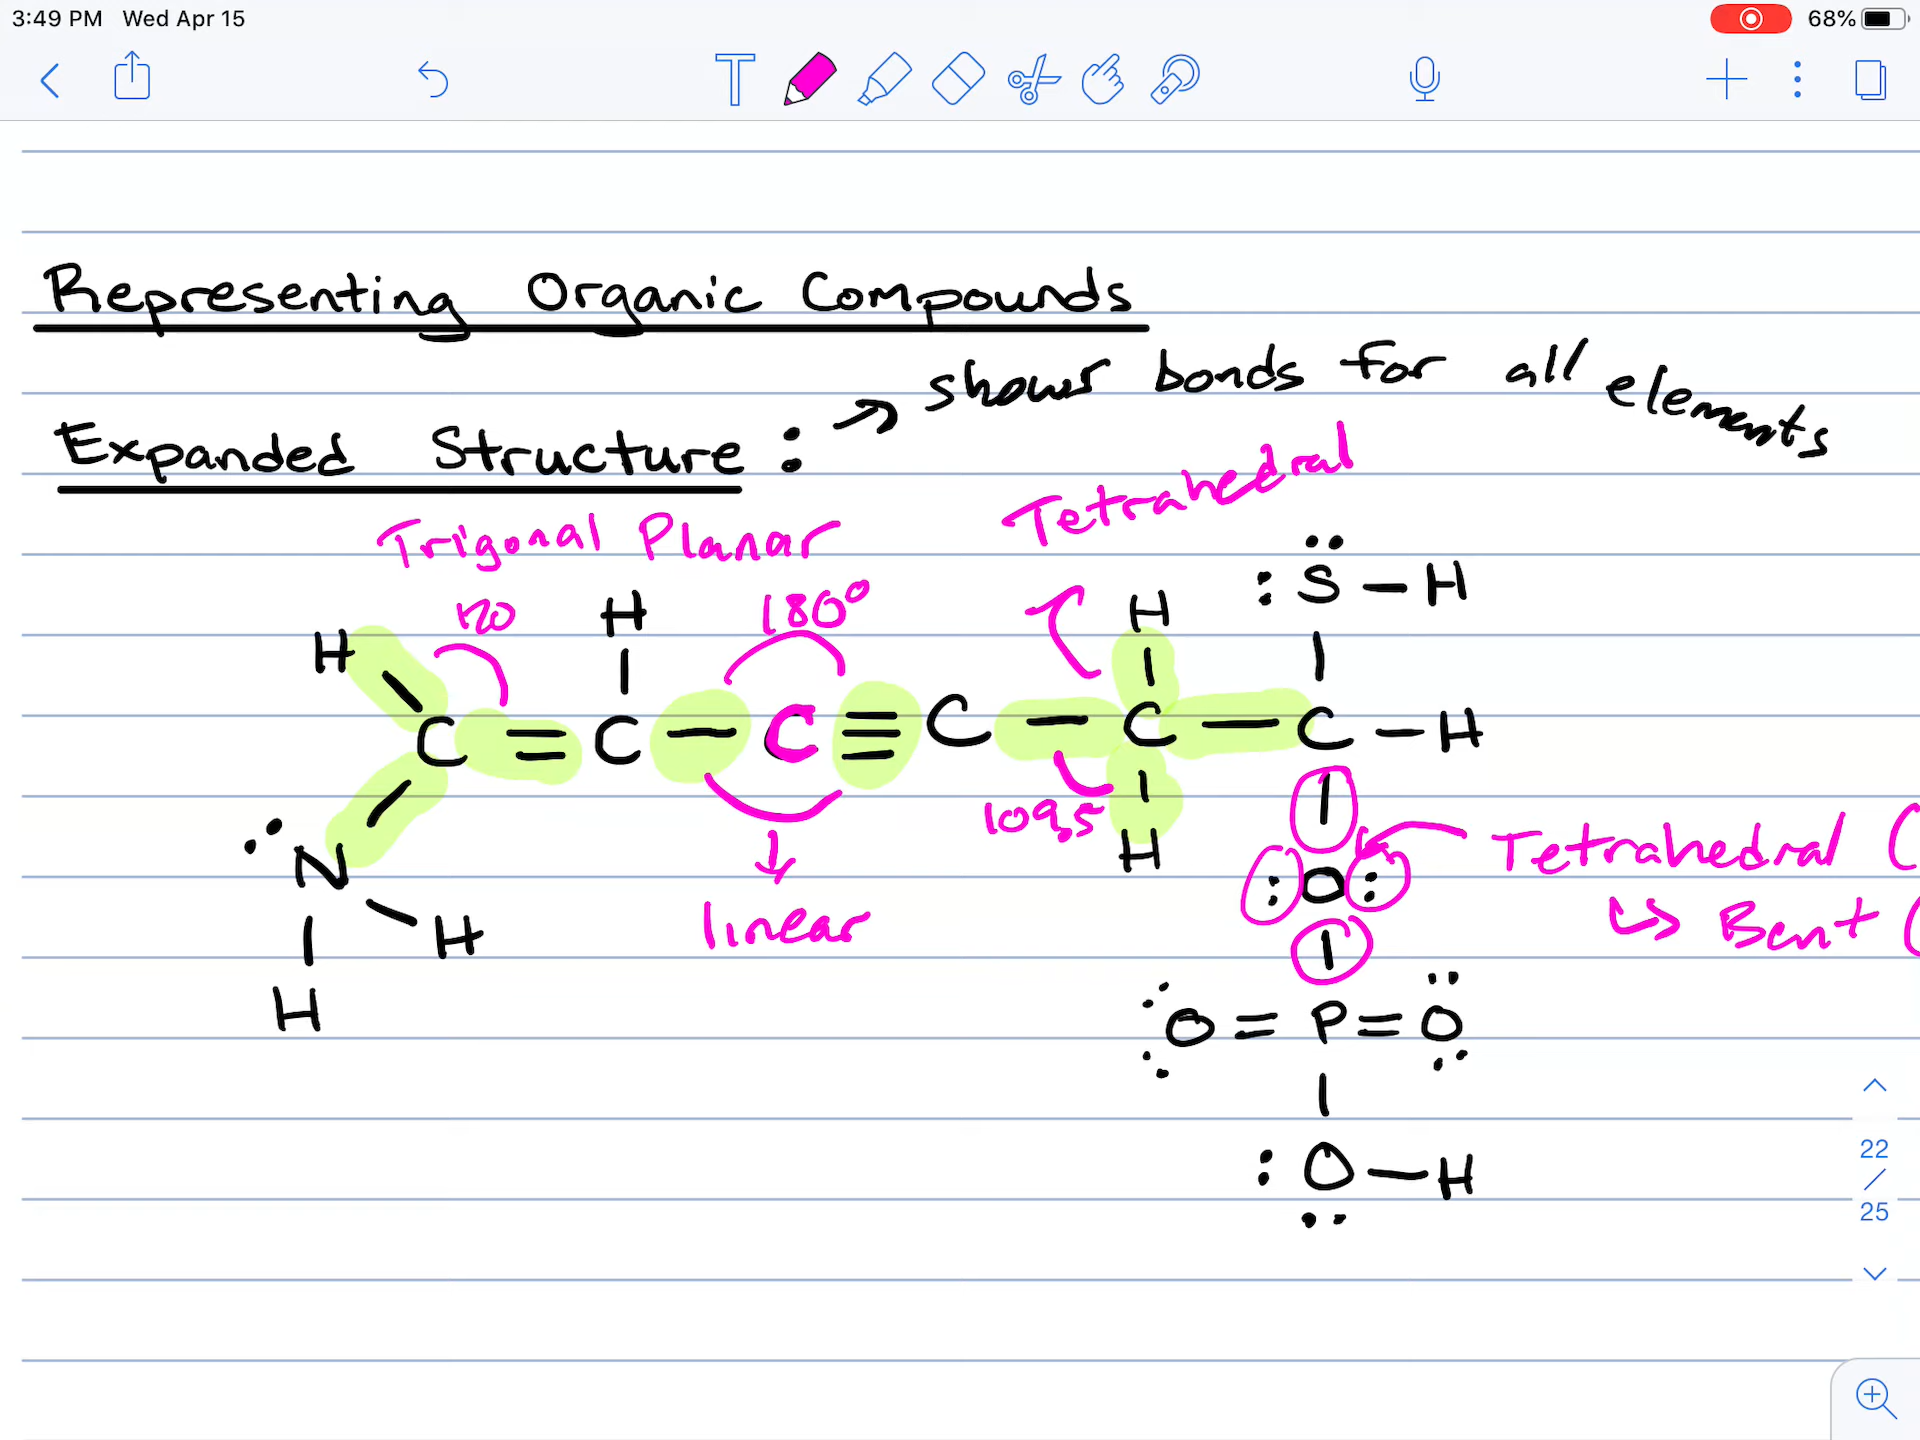 3:49 PM Wed Apr 15
68%
T
Representing Organic Compounds
Expanded Structure : → shows bonds for all elements
Trigonal Planar
Tetrahedral
120
180°
H
H
H
:S̈ – H
C = C – C ≡ C – C – C – H
109.5
N
H
H
H
linear
:O:
Tetrahedral (
↳ Bent (
O = P = O
:O – H
22
/
25